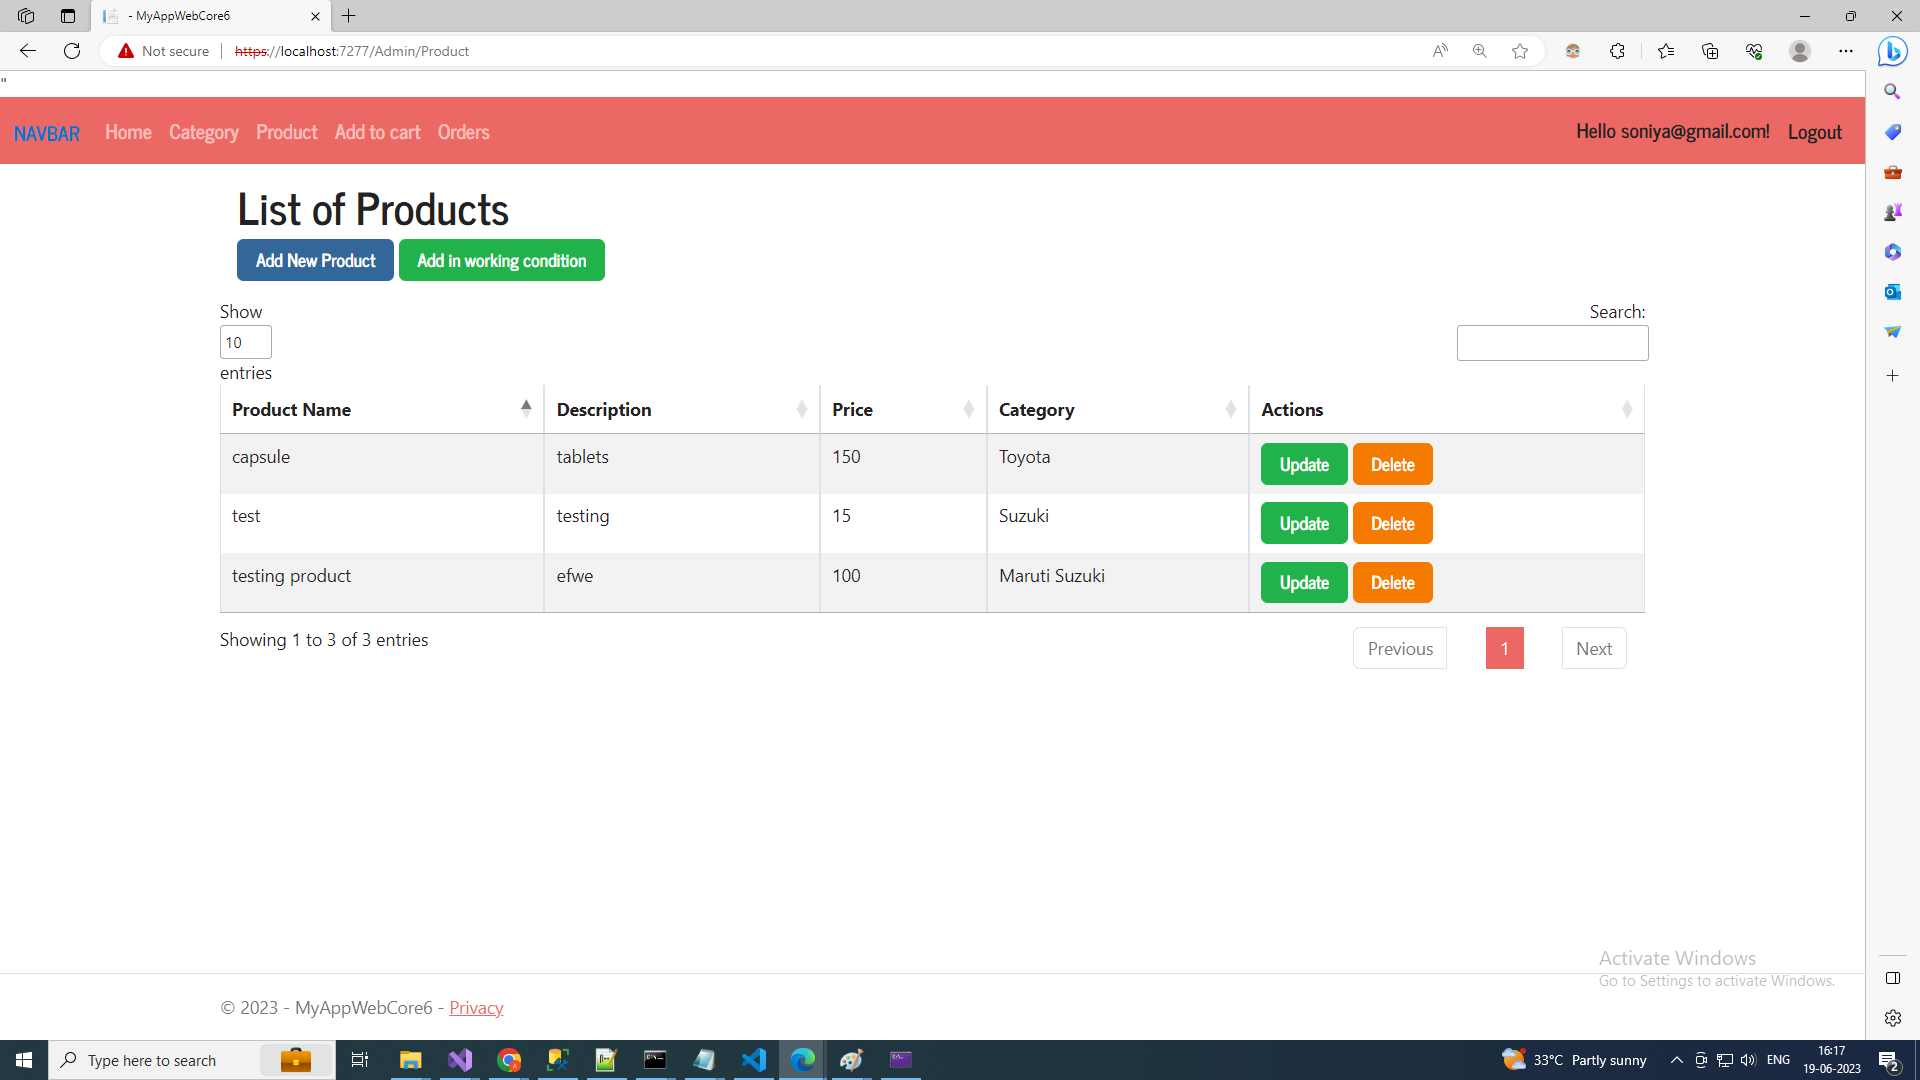 - MyAppWebCore6
Not secure
https://localhost:7277/Admin/Product
"
NAVBAR Home Category Product Add to cart Orders Hello soniya@gmail.com! Logout
List of Products
Add New Product Add in working condition
Show
10
entries
Search:
Product Name Description Price Category Actions
capsule tablets 150 Toyota Update Delete
test testing 15 Suzuki Update Delete
testing product efwe 100 Maruti Suzuki Update Delete
Showing 1 to 3 of 3 entries
Previous 1 Next
Activate Windows
Go to Settings to activate Windows.
© 2023 - MyAppWebCore6 - Privacy
Type here to search
33°C Partly sunny
ENG
16:17
19-06-2023
2